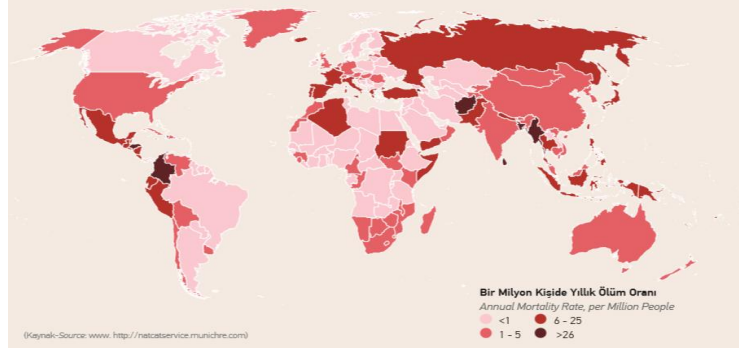 Bir Milyon Kişide Yıllık Ölüm Oranı
Annual Mortality Rate, per Million People
<1 6 - 25
1 - 5 >26
(Kaynak-Source: www. http://natcatservice.munichre.com)